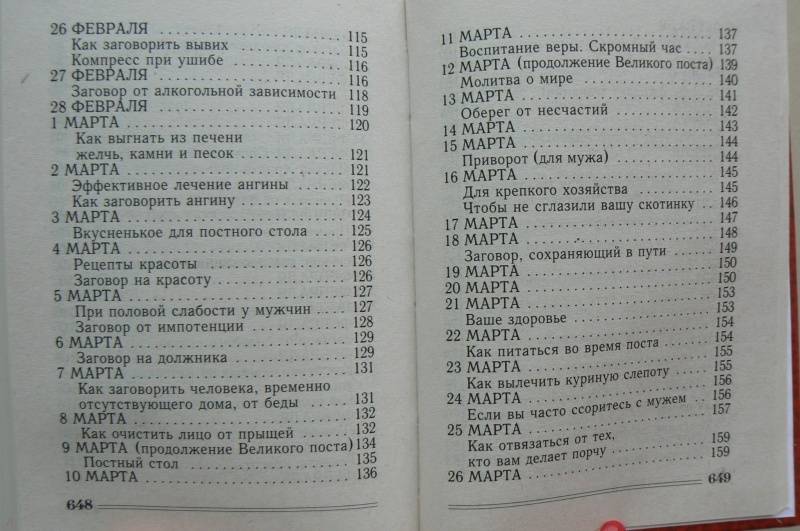 26 ФЕВРАЛЯ ..... 115
Как заговорить вывих ..... 115
Компресс при ушибе ..... 116
27 ФЕВРАЛЯ ..... 116
Заговор от алкогольной зависимости 118
28 ФЕВРАЛЯ ..... 119
1 МАРТА ..... 120
Как выгнать из печени
желчь, камни и песок ..... 121
2 МАРТА ..... 121
Эффективное лечение ангины ..... 122
Как заговорить ангину ..... 123
3 МАРТА ..... 124
Вкусненькое для постного стола .... 125
4 МАРТА ..... 126
Рецепты красоты ..... 126
Заговор на красоту ..... 126
5 МАРТА ..... 127
При половой слабости у мужчин .... 127
Заговор от импотенции ..... 128
6 МАРТА ..... 129
Заговор на должника ..... 129
7 МАРТА ..... 131
Как заговорить человека, временно
отсутствующего дома, от беды ..... 131
8 МАРТА ..... 132
Как очистить лицо от прыщей ..... 132
9 МАРТА (продолжение Великого поста) 134
Постный стол ..... 135
10 МАРТА ..... 136
648
11 МАРТА ..... 137
Воспитание веры. Скромный час .... 137
12 МАРТА (продолжение Великого поста) 139
Молитва о мире ..... 140
13 МАРТА ..... 141
Оберег от несчастий ..... 142
14 МАРТА ..... 143
15 МАРТА ..... 144
Приворот (для мужа) ..... 144
16 МАРТА ..... 145
Для крепкого хозяйства ..... 145
Чтобы не сглазили вашу скотинку .. 146
17 МАРТА ..... 147
18 МАРТА ..... 148
Заговор, сохраняющий в пути ..... 149
19 МАРТА ..... 150
20 МАРТА ..... 150
21 МАРТА ..... 153
Ваше здоровье ..... 153
22 МАРТА ..... 154
Как питаться во время поста ..... 154
23 МАРТА ..... 155
Как вылечить куриную слепоту .... 155
24 МАРТА ..... 156
Если вы часто ссоритесь с мужем .. 156
25 МАРТА ..... 157
Как отвязаться от тех,
кто вам делает порчу ..... 159
26 МАРТА ..... 159
649